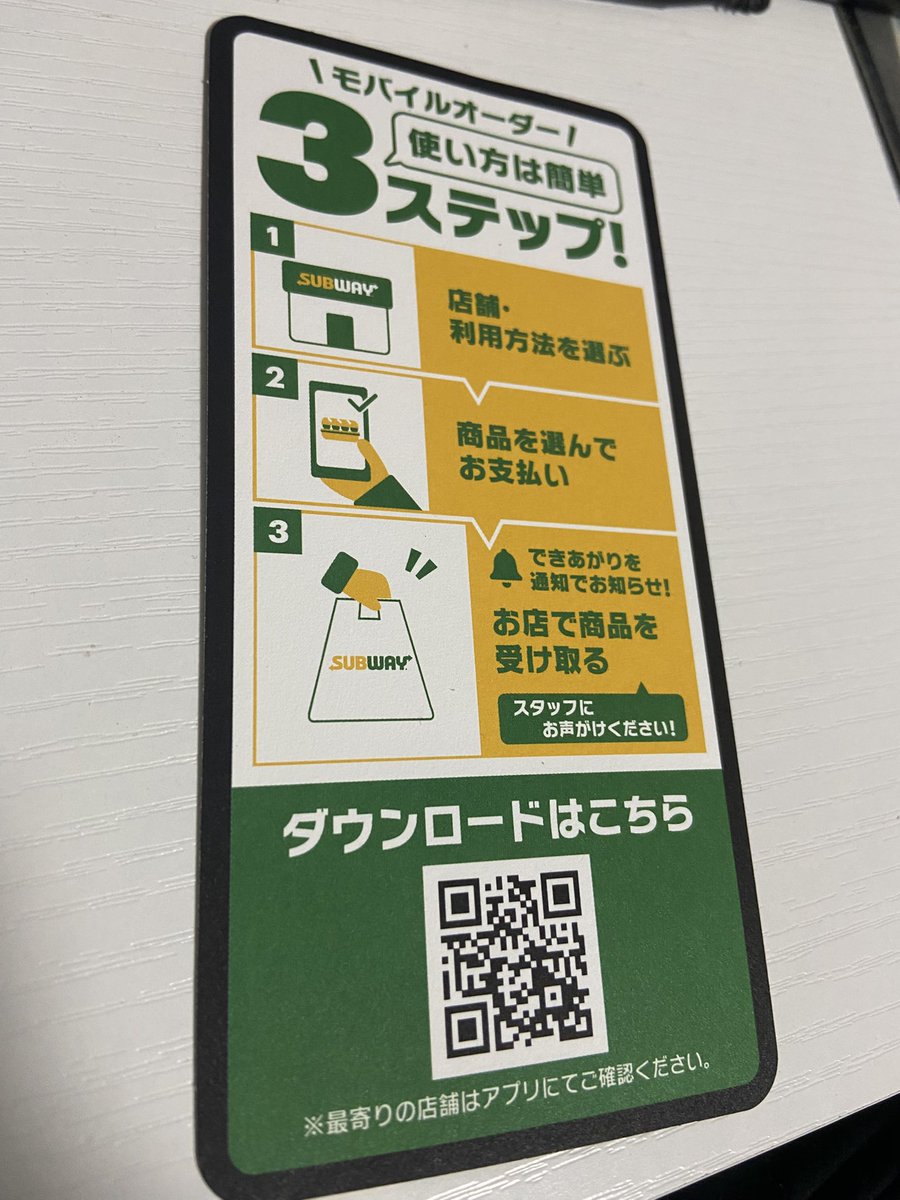 \モバイルオーダー/
使い方は簡単
3ステップ!
1
SUBWAY
店舗・
利用方法を選ぶ
2
商品を選んで
お支払い
3
SUBWAY
できあがりを
通知でお知らせ!
お店で商品を
受け取る
スタッフに
お声がけください!
ダウンロードはこちら
※最寄りの店舗はアプリにてご確認ください。